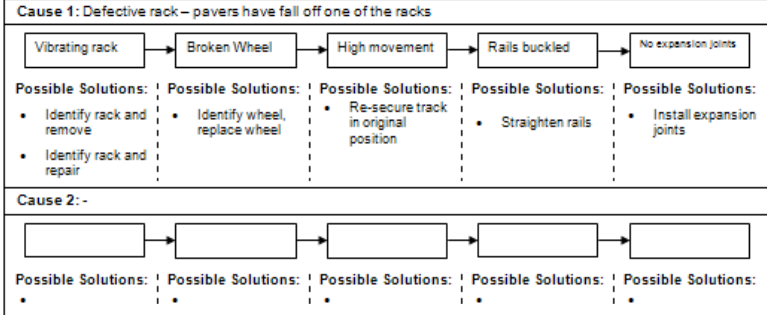 Cause 1: Defective rack – pavers have fall off one of the racks
Vibrating rack
Broken Wheel
High movement
Rails buckled
No expansion joints
Possible Solutions:
• Identify rack and
remove
• Identify rack and
repair
Possible Solutions:
• Identify wheel,
replace wheel
Possible Solutions:
• Re-secure track
in original
position
Possible Solutions:
• Straighten rails
Possible Solutions:
• Install expansion
joints
Cause 2: -
Possible Solutions:
•
Possible Solutions:
•
Possible Solutions:
•
Possible Solutions:
•
Possible Solutions:
•